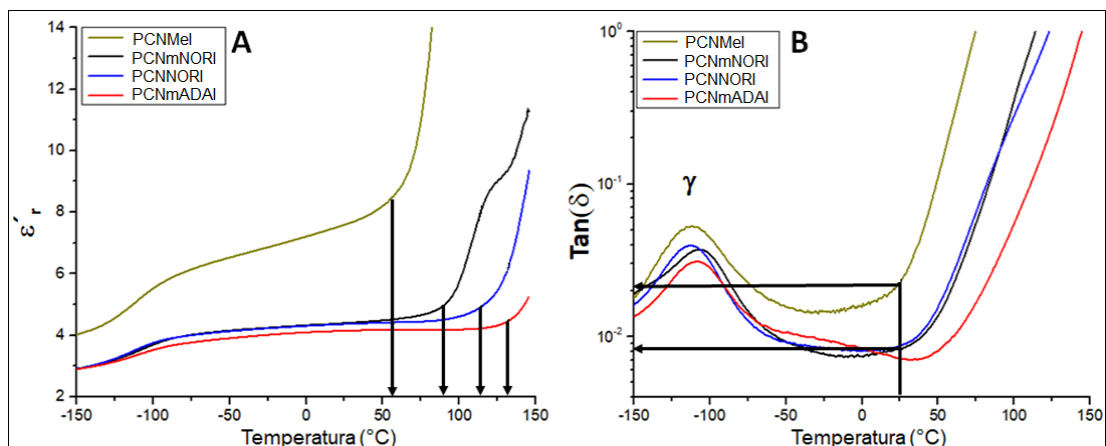 A
PCNMel
PCNmNORI
PCNNORI
PCNmADAI
14
12
10
8
6
4
2
ε´r
-150
-100
-50
0
50
100
150
Temperatura (°C)
B
PCNMel
PCNmNORI
PCNNORI
PCNmADAI
γ
10⁰
10⁻¹
10⁻²
Tan(δ)
-150
-100
-50
0
50
100
150
Temperatura (°C)